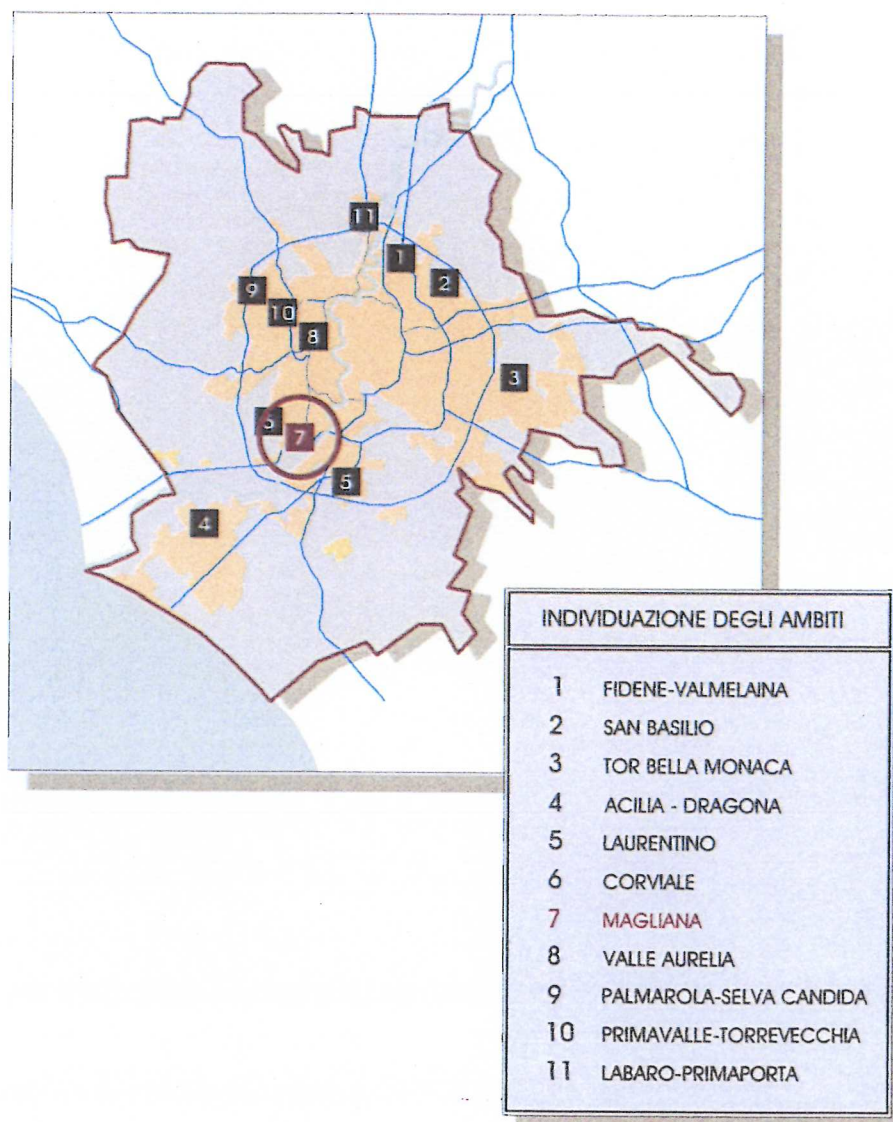 11
1
2
9
10
8
3
6
7
5
4
INDIVIDUAZIONE DEGLI AMBITI
1 FIDENE-VALMELAINA
2 SAN BASILIO
3 TOR BELLA MONACA
4 ACILIA - DRAGONA
5 LAURENTINO
6 CORVIALE
7 MAGLIANA
8 VALLE AURELIA
9 PALMAROLA-SELVA CANDIDA
10 PRIMAVALLE-TORREVECCHIA
11 LABARO-PRIMAPORTA